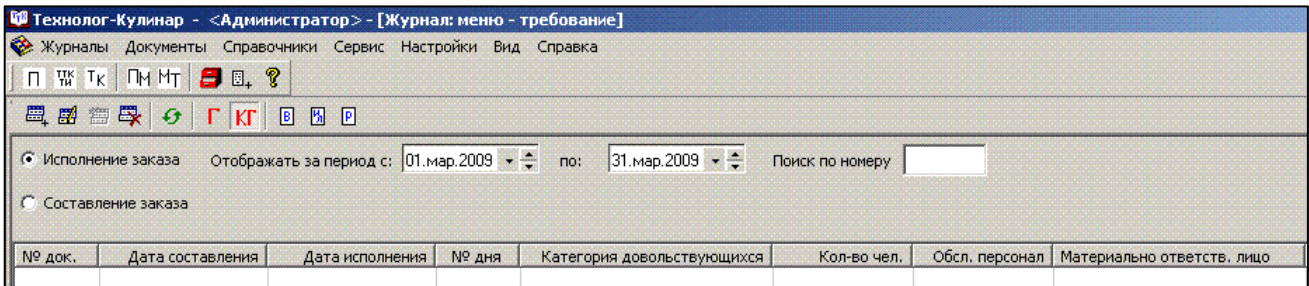 Технолог-Кулинар - <Администратор> - [Журнал: меню - требование]
Журналы Документы Справочники Сервис Настройки Вид Справка
П ТТК ТИ ТК ПМ МТ
Г КГ В Р
Исполнение заказа Отображать за период с: 01.мар.2009 по: 31.мар.2009 Поиск по номеру
Составление заказа
№ док. Дата составления Дата исполнения № дня Категория довольствующихся Кол-во чел. Обсл. персонал Материально ответств. лицо